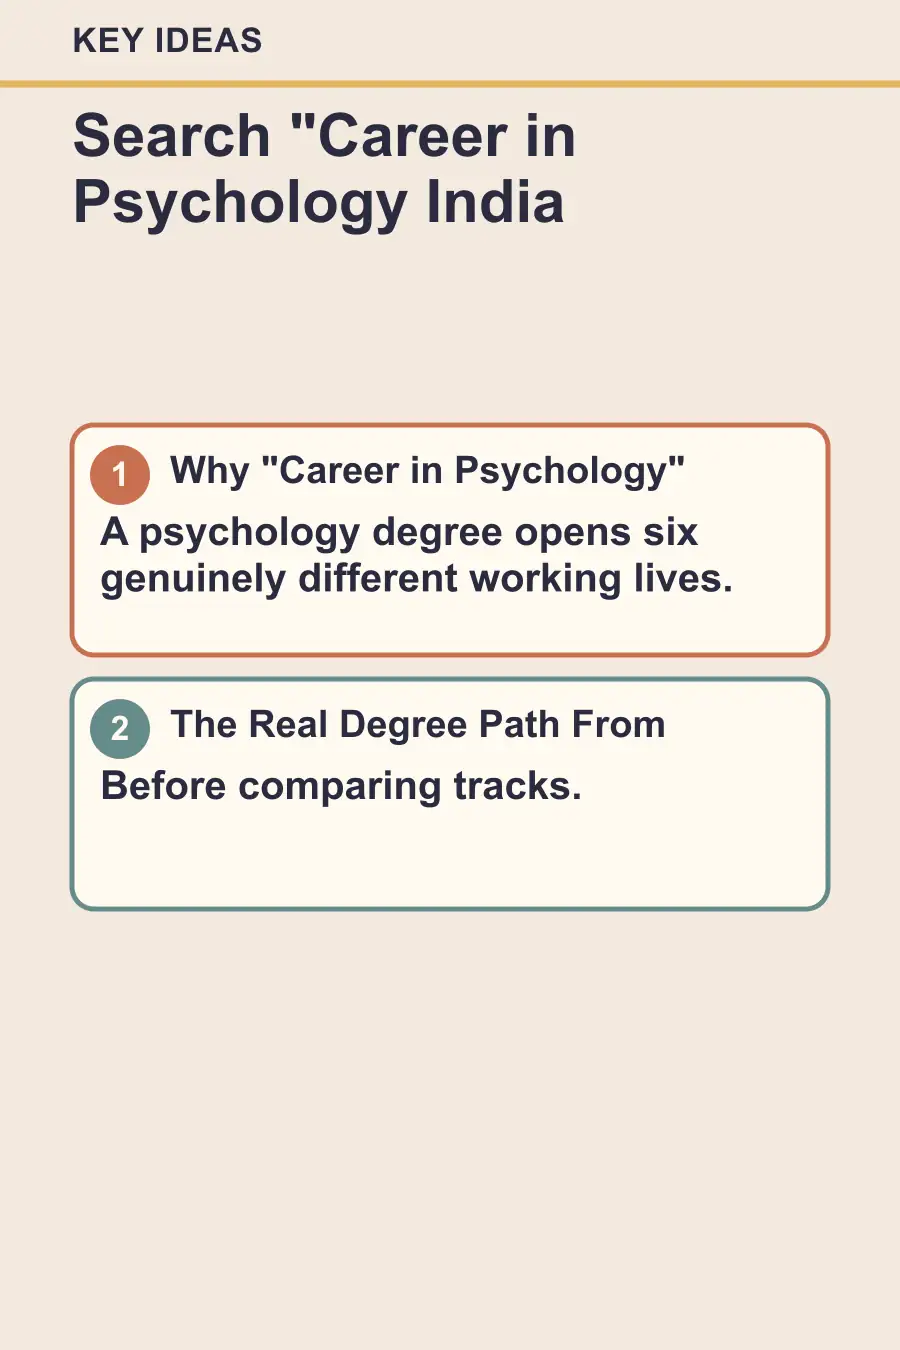 KEY IDEAS
Search "Career in
Psychology India
1
Why "Career in Psychology"
A psychology degree opens six
genuinely different working lives.
2
The Real Degree Path From
Before comparing tracks.